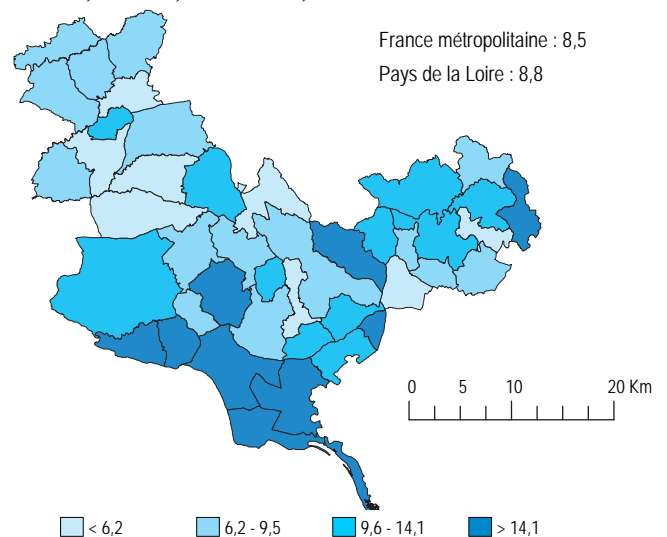 France métropolitaine : 8,5
Pays de la Loire : 8,8
0 5 10 20 Km
< 6,2 6,2 - 9,5 9,6 - 14,1 > 14,1